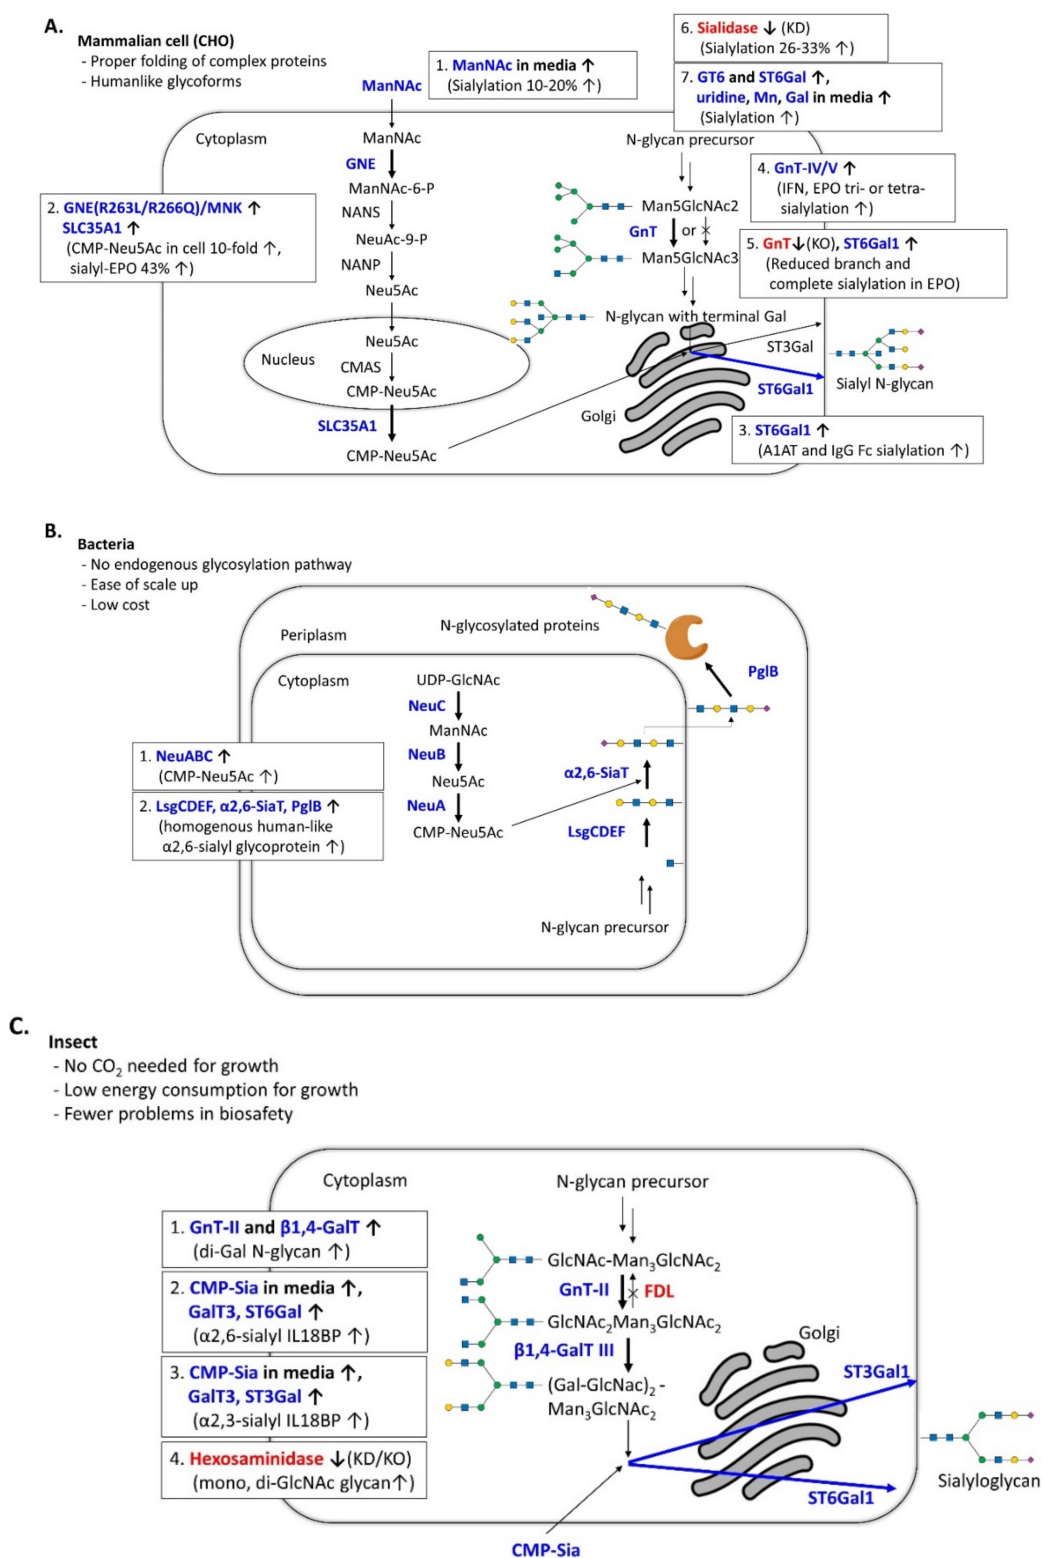 A.
Mammalian cell (CHO)
- Proper folding of complex proteins
- Humanlike glycoforms
1. ManNAc in media ↑
(Sialylation 10-20% ↑)
6. Sialidase ↓ (KD)
(Sialylation 26-33% ↑)
7. GT6 and ST6Gal ↑,
uridine, Mn, Gal in media ↑
(Sialylation ↑)
ManNAc
Cytoplasm
ManNAc
GNE
ManNAc-6-P
NANS
NeuAc-9-P
NANP
Neu5Ac
Neu5Ac
Nucleus
CMAS
CMP-Neu5Ac
SLC35A1
CMP-Neu5Ac
2. GNE(R263L/R266Q)/MNK ↑
SLC35A1 ↑
(CMP-Neu5Ac in cell 10-fold ↑,
sialyl-EPO 43% ↑)
N-glycan precursor
Man5GlcNAc2
GnT or
Man5GlcNAc3
N-glycan with terminal Gal
4. GnT-IV/V ↑
(IFN, EPO tri- or tetra-
sialylation ↑)
5. GnT↓(KO), ST6Gal1 ↑
(Reduced branch and
complete sialylation in EPO)
ST3Gal
ST6Gal1
Sialyl N-glycan
Golgi
3. ST6Gal1 ↑
(A1AT and IgG Fc sialylation ↑)
B.
Bacteria
- No endogenous glycosylation pathway
- Ease of scale up
- Low cost
Periplasm
N-glycosylated proteins
PglB
Cytoplasm
UDP-GlcNAc
NeuC
ManNAc
NeuB
Neu5Ac
NeuA
CMP-Neu5Ac
α2,6-SiaT
LsgCDEF
N-glycan precursor
1. NeuABC ↑
(CMP-Neu5Ac ↑)
2. LsgCDEF, α2,6-SiaT, PglB ↑
(homogenous human-like
α2,6-sialyl glycoprotein ↑)
C.
Insect
- No CO₂ needed for growth
- Low energy consumption for growth
- Fewer problems in biosafety
Cytoplasm
1. GnT-II and β1,4-GalT ↑
(di-Gal N-glycan ↑)
2. CMP-Sia in media ↑,
GalT3, ST6Gal ↑
(α2,6-sialyl IL18BP ↑)
3. CMP-Sia in media ↑,
GalT3, ST3Gal ↑
(α2,3-sialyl IL18BP ↑)
4. Hexosaminidase ↓(KD/KO)
(mono, di-GlcNAc glycan↑)
N-glycan precursor
GlcNAc-Man₃GlcNAc₂
GnT-II FDL
GlcNAc₂Man₃GlcNAc₂
β1,4-GalT III
(Gal-GlcNac)₂ -
Man₃GlcNAc₂
Golgi
ST3Gal1
ST6Gal1
Sialyloglycan
CMP-Sia